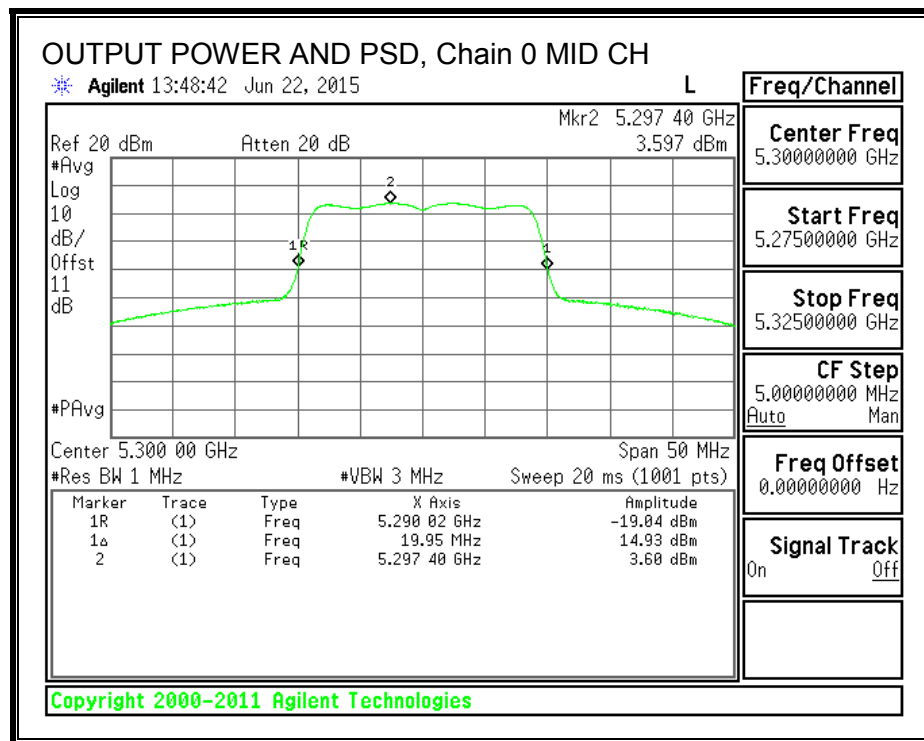 OUTPUT POWER AND PSD, Chain 0 MID CH
Agilent 13:48:42 Jun 22, 2015 L
Mkr2 5.297 40 GHz
Ref 20 dBm Atten 20 dB 3.597 dBm
#Avg
Log
10
dB/
Offst
11
dB
#PAvg
2
1R
1
Center 5.300 00 GHz Span 50 MHz
#Res BW 1 MHz #VBW 3 MHz Sweep 20 ms (1001 pts)
Marker Trace Type X Axis Amplitude
1R (1) Freq 5.290 02 GHz -19.04 dBm
1Δ (1) Freq 19.95 MHz 14.93 dBm
2 (1) Freq 5.297 40 GHz 3.60 dBm
Freq/Channel
Center Freq
5.30000000 GHz
Start Freq
5.27500000 GHz
Stop Freq
5.32500000 GHz
CF Step
5.00000000 MHz
Auto Man
Freq Offset
0.00000000 Hz
Signal Track
On Off
Copyright 2000-2011 Agilent Technologies